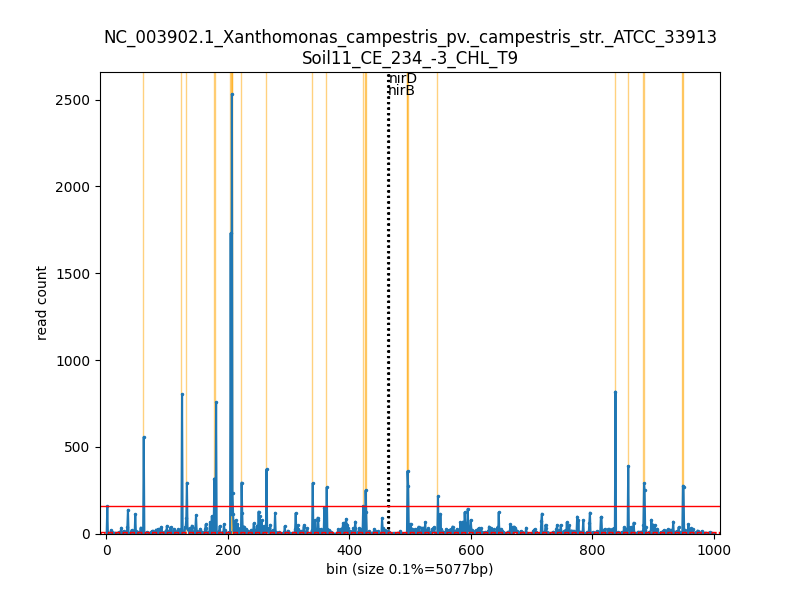 NC_003902.1_Xanthomonas_campestris_pv._campestris_str._ATCC_33913
Soil11_CE_234_-3_CHL_T9
nirD
nirB
2500
2000
1500
1000
500
0
read count
0 200 400 600 800 1000
bin (size 0.1%=5077bp)